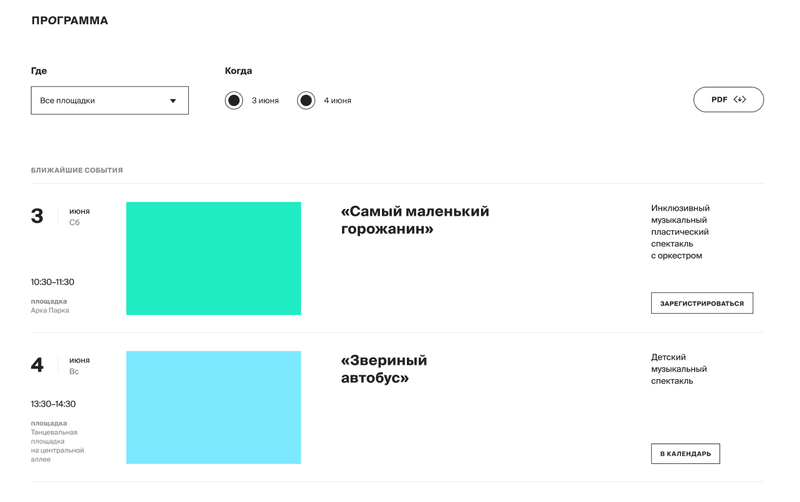 ПРОГРАММА
Где
Когда
Все площадки
3 июня
4 июня
PDF
БЛИЖАЙШИЕ СОБЫТИЯ
3
июня
Сб
10:30–11:30
площадка
Арка Парка
«Самый маленький
горожанин»
Инклюзивный
музыкальный
пластический
спектакль
с оркестром
ЗАРЕГИСТРИРОВАТЬСЯ
4
июня
Вс
13:30–14:30
площадка
Танцевальная
площадка
на центральной
аллее
«Звериный
автобус»
Детский
музыкальный
спектакль
В КАЛЕНДАРЬ